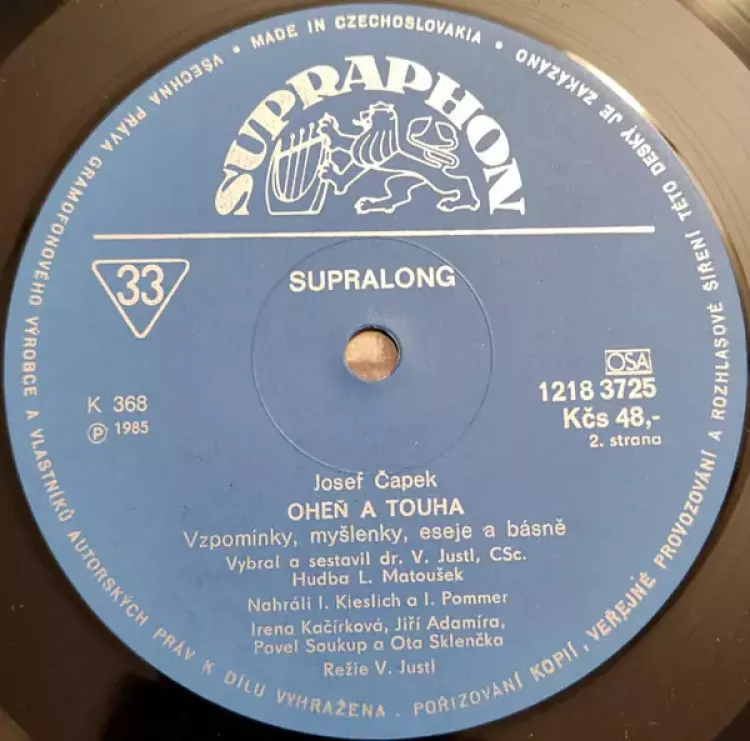 MADE IN CZECHOSLOVAKIA •
VŠECHNA PRÁVA GRAMOFONOVÉHO VÝROBCE A VLASTNÍKŮ AUTORSKÝCH PRÁV K DÍLU VYHRAŽENA. POŘIZOVÁNÍ KOPIÍ, VEŘEJNÉ PROVOZOVÁNÍ A ROZHLASOVÉ ŠÍŘENÍ TÉTO DESKY JE ZAKÁZÁNO •
SUPRAPHON
33
SUPRALONG
OSA
K 368
1218 3725
Ⓟ 1985
Kčs 48,-
2. strana
Josef Čapek
OHEŇ A TOUHA
Vzpomínky, myšlenky, eseje a básně
Vybral a sestavil dr. V. Justl, CSc.
Hudba L. Matoušek
Nahráli I. Kieslich a I. Pommer
Irena Kačírková, Jiří Adamíra,
Pavel Soukup a Ota Sklenčka
Režie V. Justl